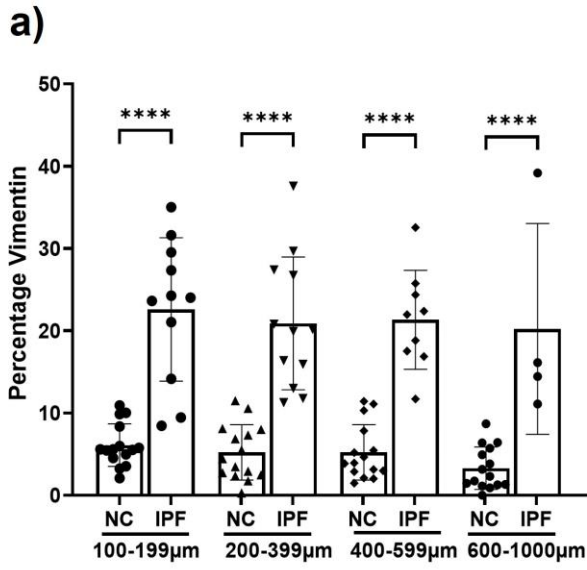 a)
Percentage Vimentin
50
40
30
20
10
0
**** **** **** ****
NC IPF NC IPF NC IPF NC IPF
100-199µm 200-399µm 400-599µm 600-1000µm